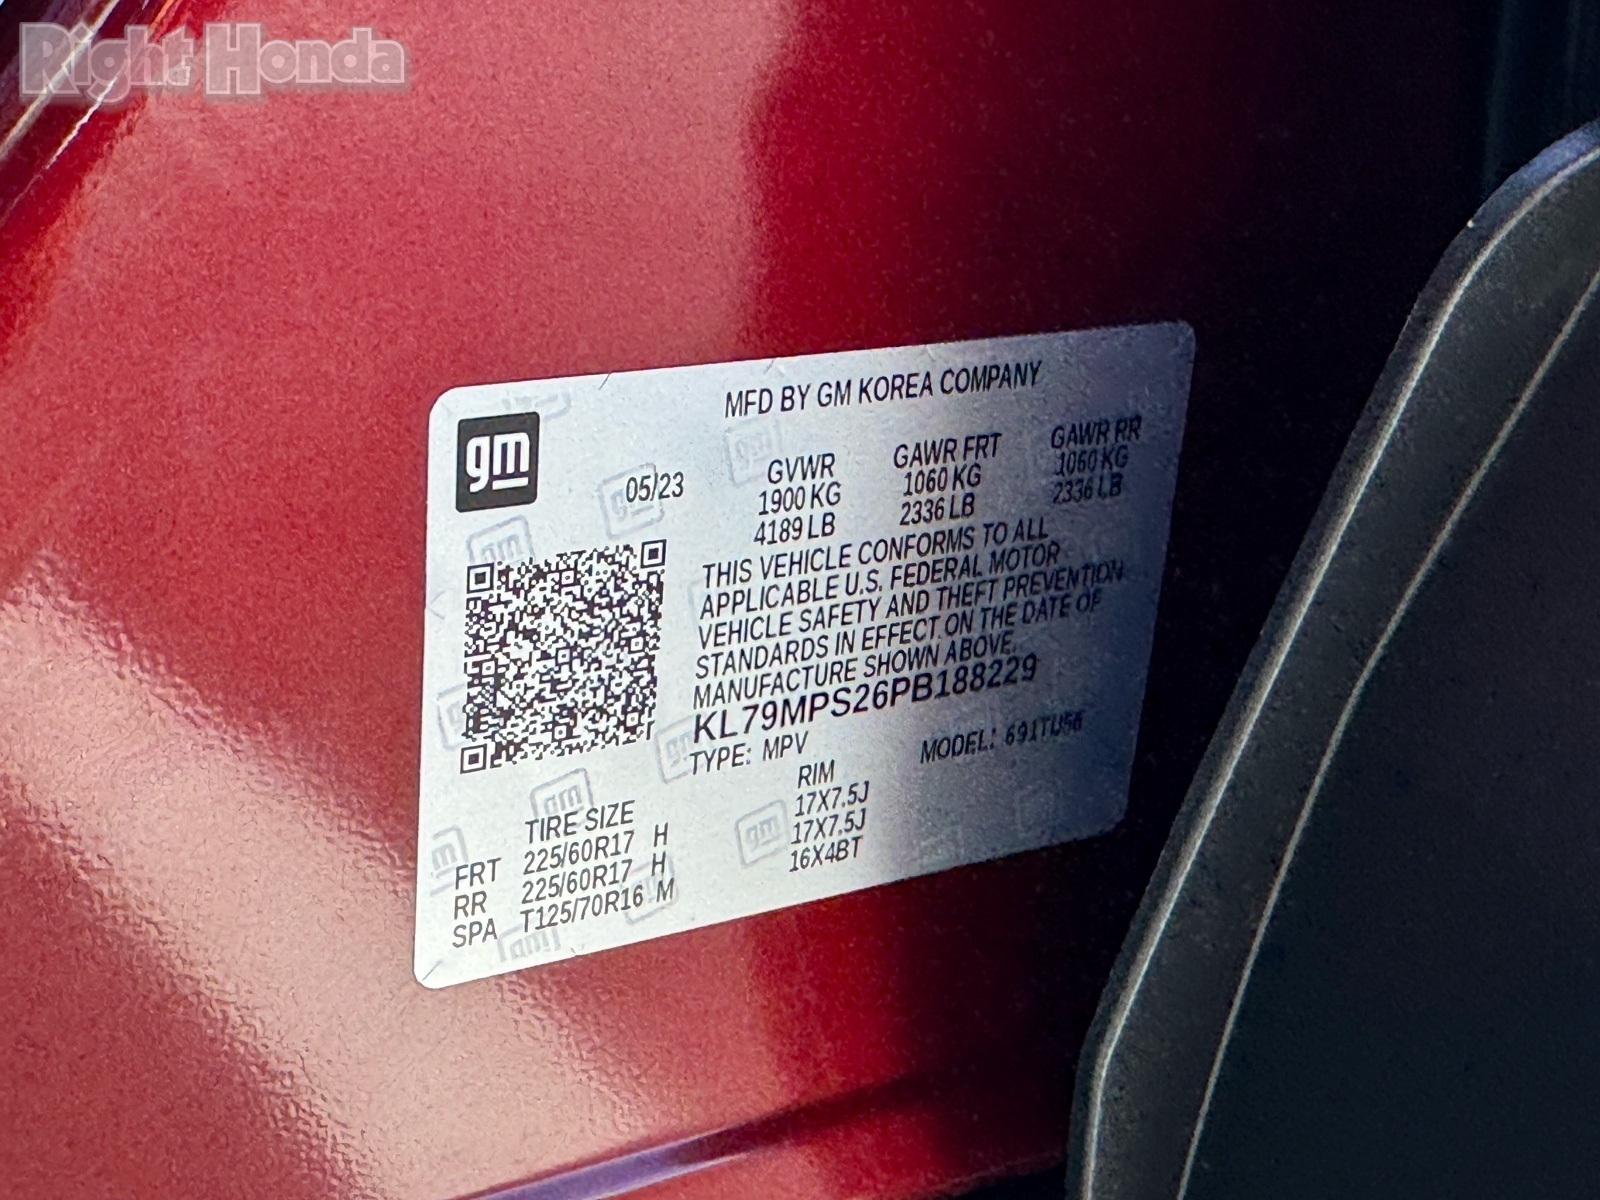 Right Honda
MFD BY GM KOREA COMPANY
gm
05/23
GVWR
1900 KG
4189 LB
GAWR FRT
1060 KG
2336 LB
GAWR RR
1060 KG
2336 LB
THIS VEHICLE CONFORMS TO ALL
APPLICABLE U.S. FEDERAL MOTOR
VEHICLE SAFETY AND THEFT PREVENTION
STANDARDS IN EFFECT ON THE DATE OF
MANUFACTURE SHOWN ABOVE.
KL79MPS26PB188229
TYPE: MPV MODEL: 691TU56
TIRE SIZE RIM
FRT 225/60R17 H 17X7.5J
RR 225/60R17 H 17X7.5J
SPA T125/70R16 M 16X4BT